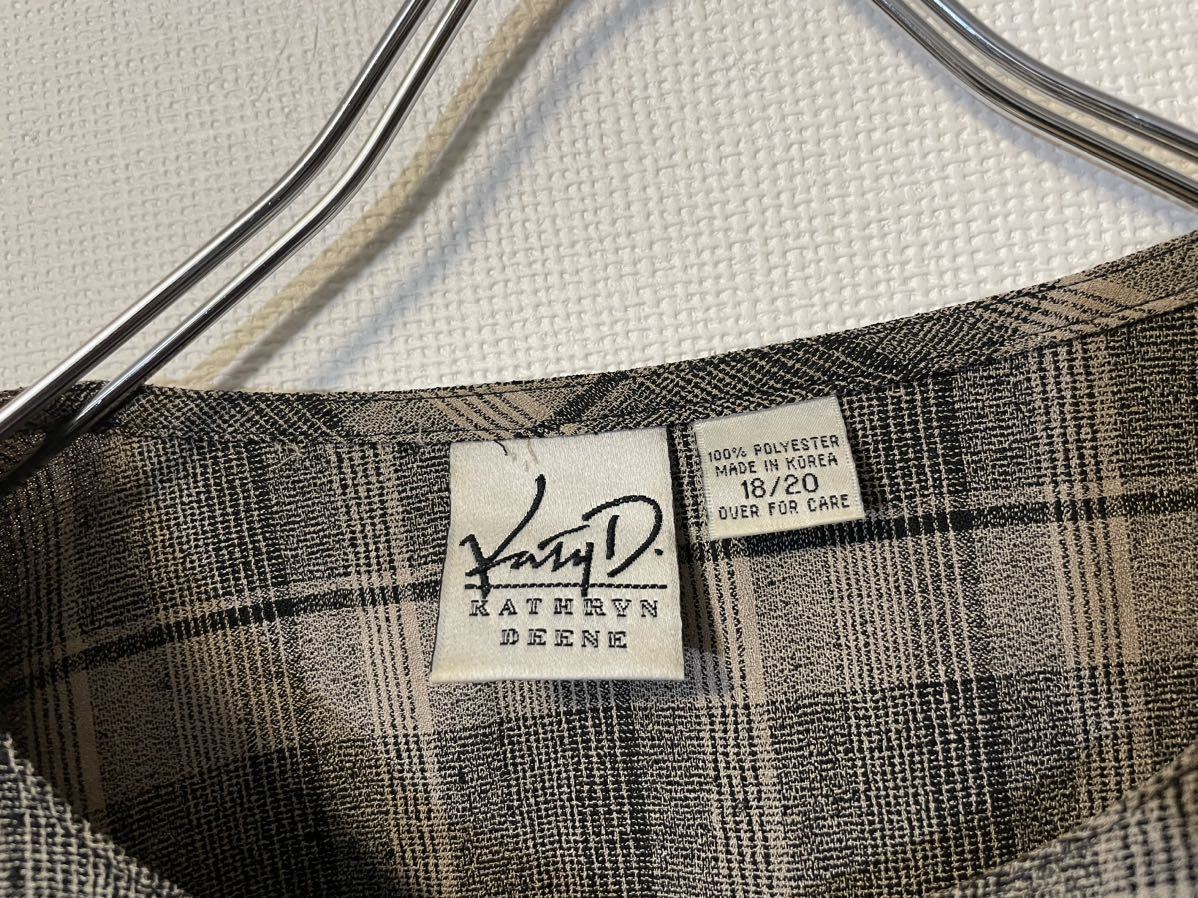 Katy D.
KATHRYN
DEENE
100% POLYESTER
MADE IN KOREA
18/20
OVER FOR CARE